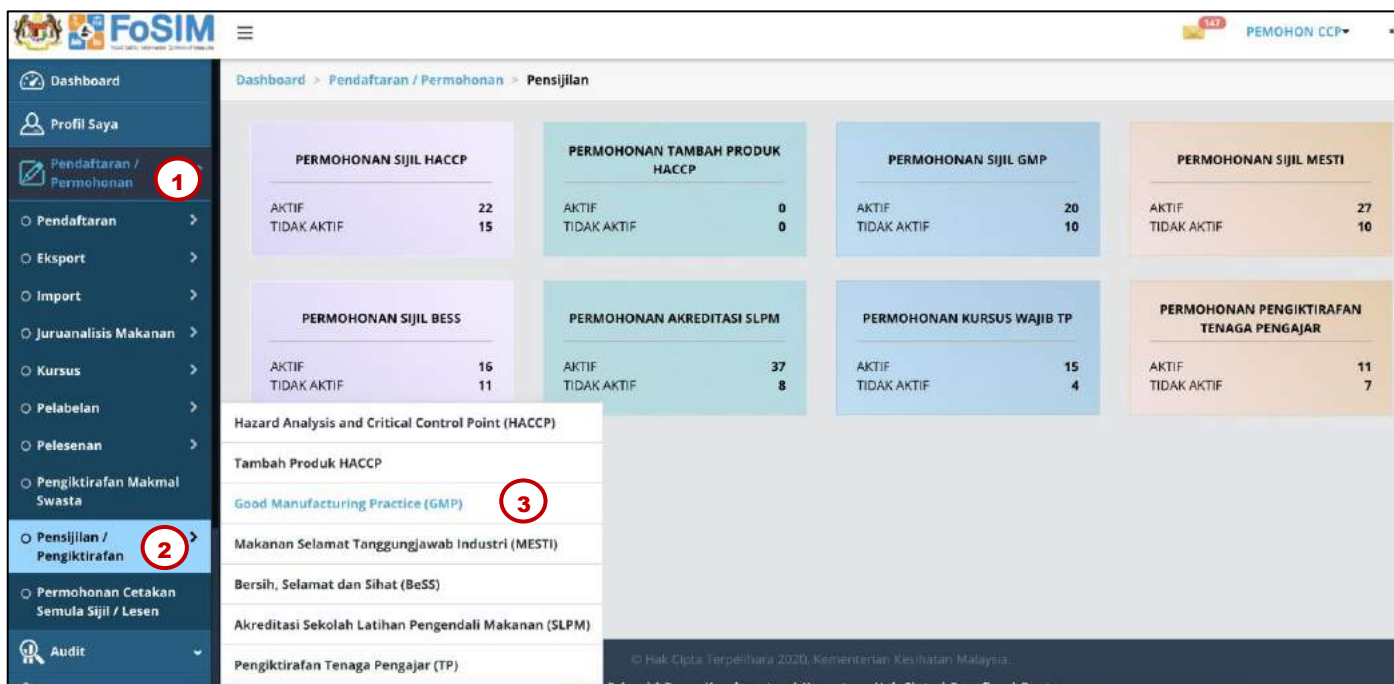 FoSIM
147
PEMOHON CCP
Dashboard
Profil Saya
Pendaftaran /
Permohonan
1
Pendaftaran
Eksport
Import
Juruanalisis Makanan
Kursus
Pelabelan
Pelesenan
Pengiktirafan Makmal
Swasta
Pensijilan /
Pengiktirafan
2
Permohonan Cetakan
Semula Sijil / Lesen
Audit
Dashboard > Pendaftaran / Permohonan > Pensijilan
PERMOHONAN SIJIL HACCP
AKTIF 22
TIDAK AKTIF 15
PERMOHONAN TAMBAH PRODUK
HACCP
AKTIF 0
TIDAK AKTIF 0
PERMOHONAN SIJIL GMP
AKTIF 20
TIDAK AKTIF 10
PERMOHONAN SIJIL MESTI
AKTIF 27
TIDAK AKTIF 10
PERMOHONAN SIJIL BESS
AKTIF 16
TIDAK AKTIF 11
PERMOHONAN AKREDITASI SLPM
AKTIF 37
TIDAK AKTIF 8
PERMOHONAN KURSUS WAJIB TP
AKTIF 15
TIDAK AKTIF 4
PERMOHONAN PENGIKTIRAFAN
TENAGA PENGAJAR
AKTIF 11
TIDAK AKTIF 7
Hazard Analysis and Critical Control Point (HACCP)
Tambah Produk HACCP
Good Manufacturing Practice (GMP)
3
Makanan Selamat Tanggungjawab Industri (MESTI)
Bersih, Selamat dan Sihat (BeSS)
Akreditasi Sekolah Latihan Pengendali Makanan (SLPM)
Pengiktirafan Tenaga Pengajar (TP)
© Hak Cipta Terpelihara 2020, Kementerian Kesihatan Malaysia.